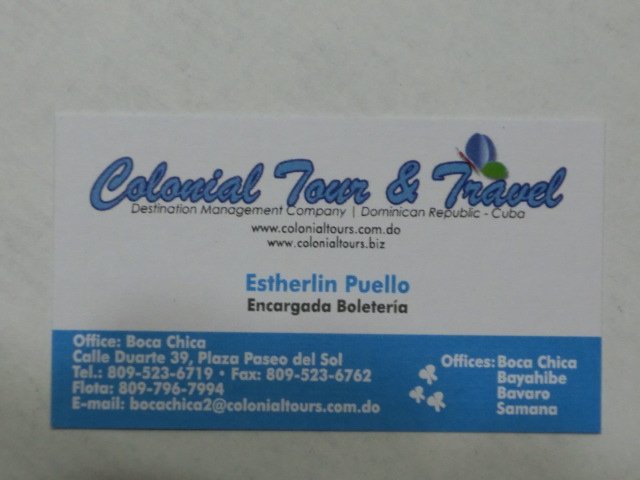 Colonial Tour & Travel
Destination Management Company | Dominican Republic - Cuba
www.colonialtours.com.do
www.colonialtours.biz
Estherlin Puello
Encargada Boletería
Office: Boca Chica
Calle Duarte 39, Plaza Paseo del Sol
Tel.: 809-523-6719 • Fax: 809-523-6762
Flota: 809-796-7994
E-mail: bocachica2@colonialtours.com.do
Offices: Boca Chica
Bayahibe
Bavaro
Samana